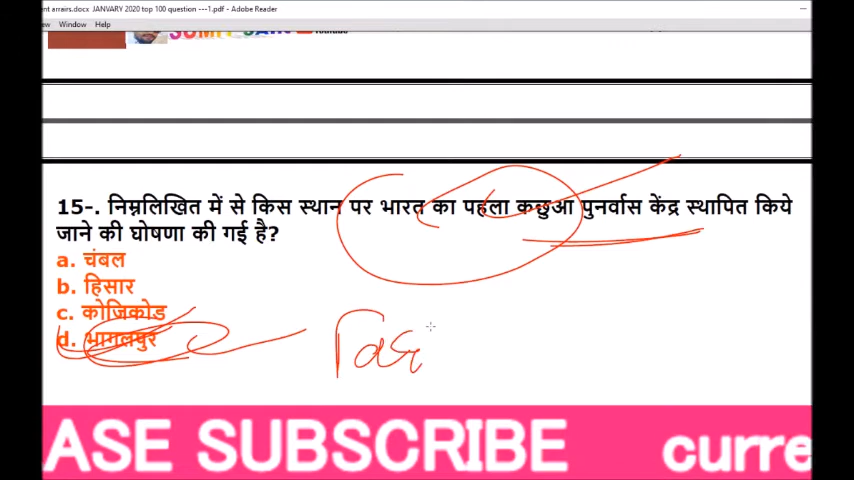 ent arrairs.docx JANVARY 2020 top 100 question ---1.pdf - Adobe Reader
ew Window Help
15-. निम्नलिखित में से किस स्थान पर भारत का पहला कछुआ पुनर्वास केंद्र स्थापित किये
जाने की घोषणा की गई है?
a. चंबल
b. हिसार
c. कोजिकोड
d. भागलपुर
ASE SUBSCRIBE curre